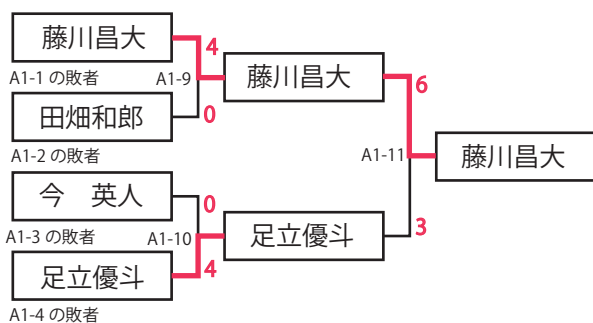 藤川昌大
4
A1-1 の敗者
A1-9
藤川昌大
6
田畑和郎
0
A1-2 の敗者
A1-11
藤川昌大
今　英人
0
A1-3 の敗者
A1-10
足立優斗
3
足立優斗
4
A1-4 の敗者